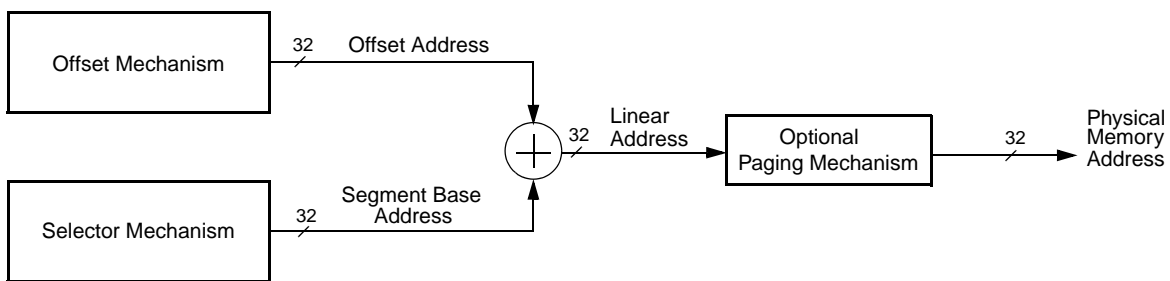 Offset Mechanism
32
Offset Address
Selector Mechanism
32
Segment Base
Address
32
Linear
Address
Optional
Paging Mechanism
32
Physical
Memory
Address